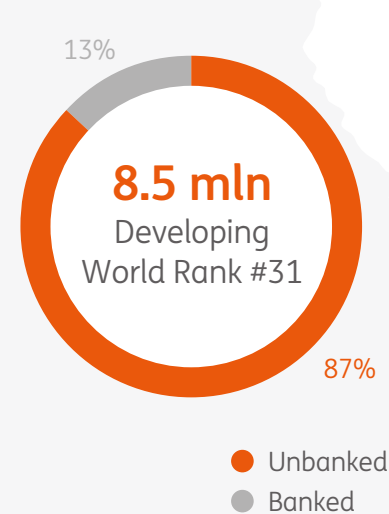 13%
8.5 mln
Developing
World Rank #31
87%
Unbanked
Banked